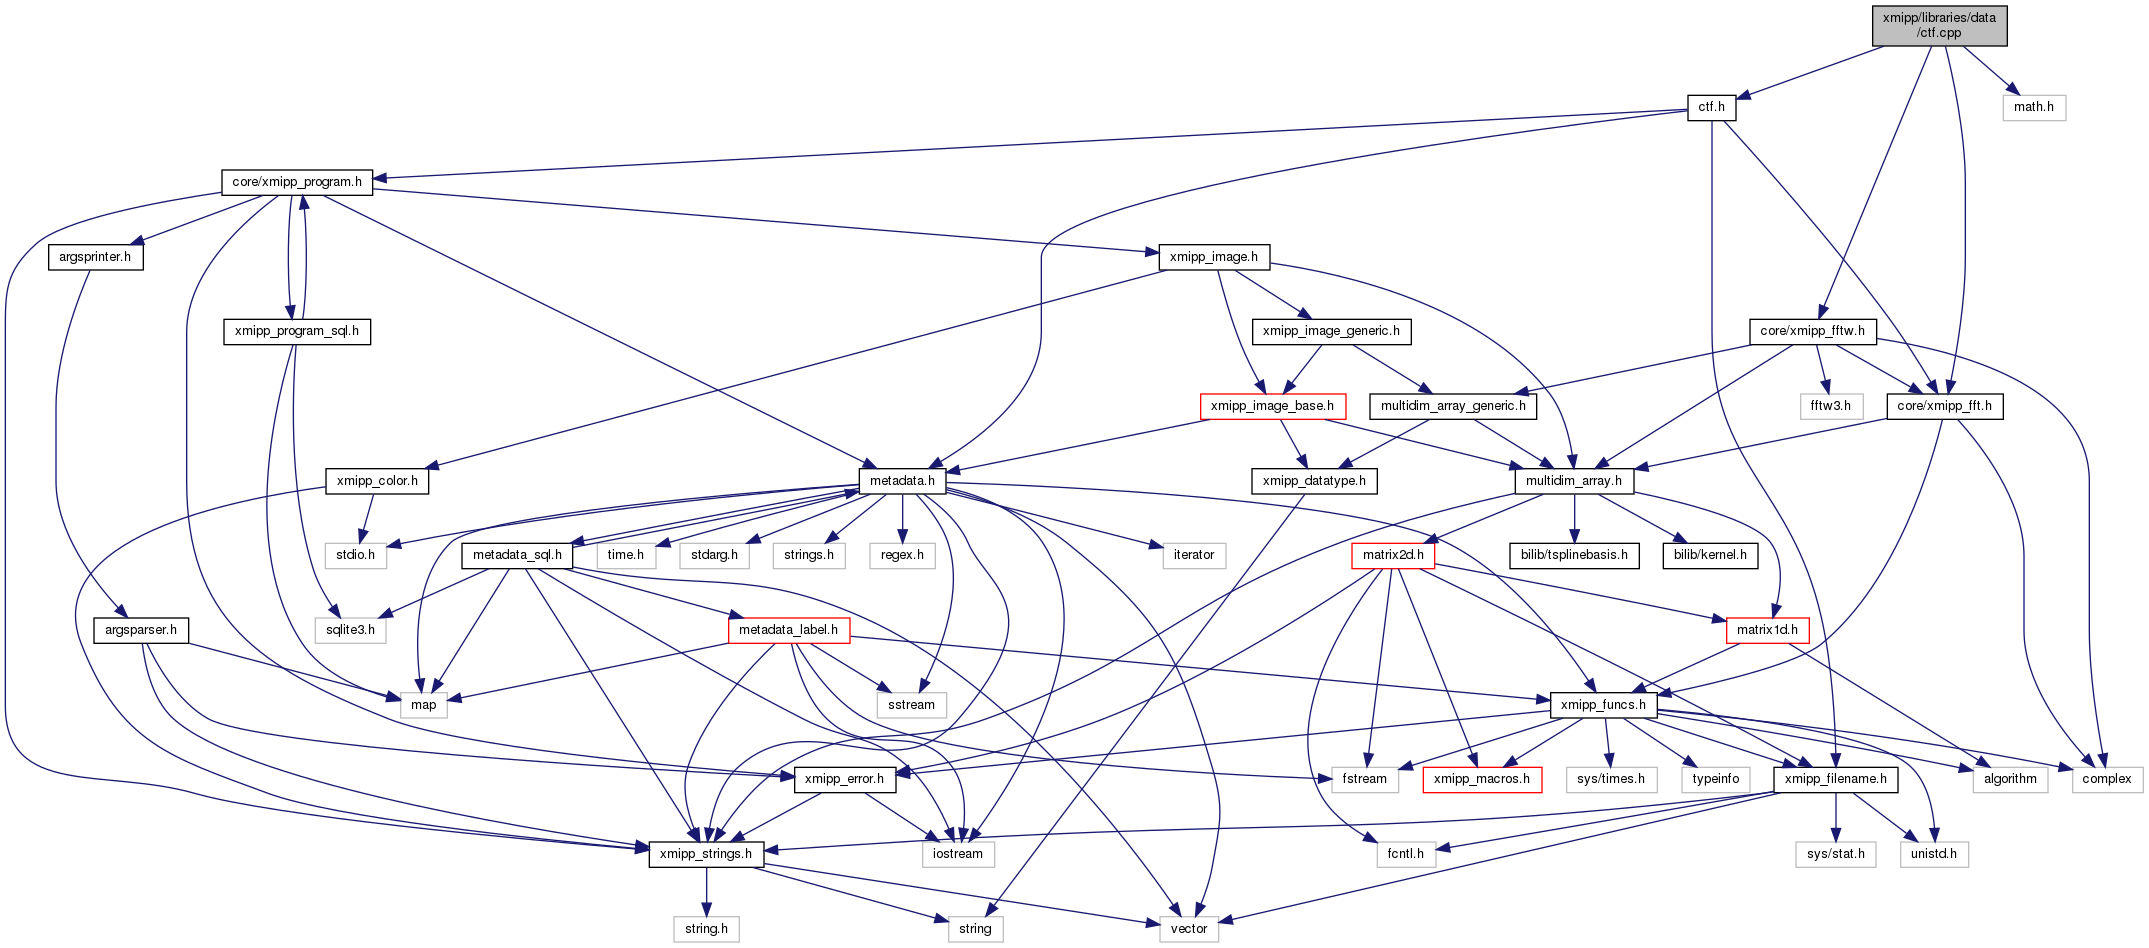 xmipp/libraries/data
/ctf.cpp
ctf.h
math.h
core/xmipp_program.h
argsprinter.h
xmipp_image.h
xmipp_program_sql.h
xmipp_image_generic.h
core/xmipp_fftw.h
xmipp_image_base.h
multidim_array_generic.h
fftw3.h
core/xmipp_fft.h
xmipp_color.h
metadata.h
xmipp_datatype.h
multidim_array.h
stdio.h
metadata_sql.h
time.h
stdarg.h
strings.h
regex.h
iterator
matrix2d.h
bilib/tsplinebasis.h
bilib/kernel.h
argsparser.h
sqlite3.h
metadata_label.h
matrix1d.h
map
sstream
xmipp_funcs.h
xmipp_error.h
fstream
xmipp_macros.h
sys/times.h
typeinfo
xmipp_filename.h
algorithm
complex
xmipp_strings.h
iostream
fcntl.h
sys/stat.h
unistd.h
string.h
string
vector